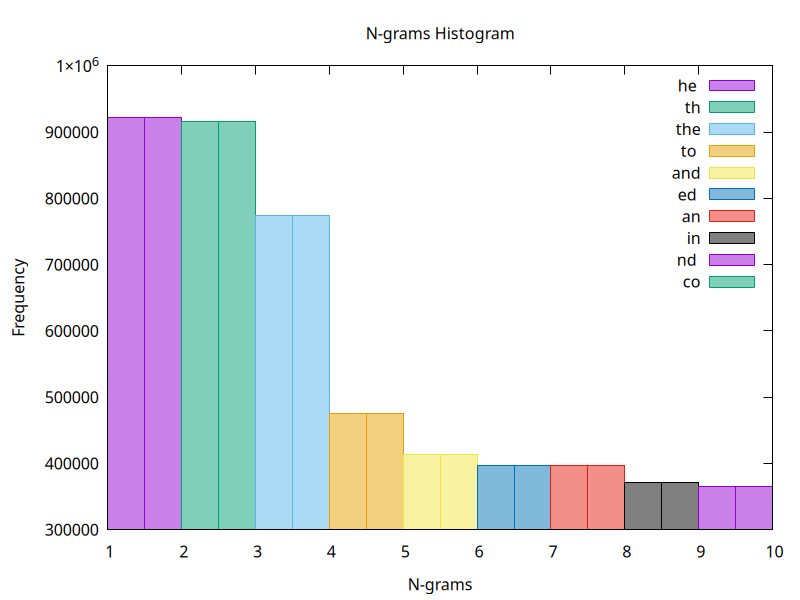 N-grams Histogram
1×10⁶
900000
800000
700000
600000
500000
400000
300000
Frequency
he
th
the
to
and
ed
an
in
nd
co
1 2 3 4 5 6 7 8 9 10
N-grams